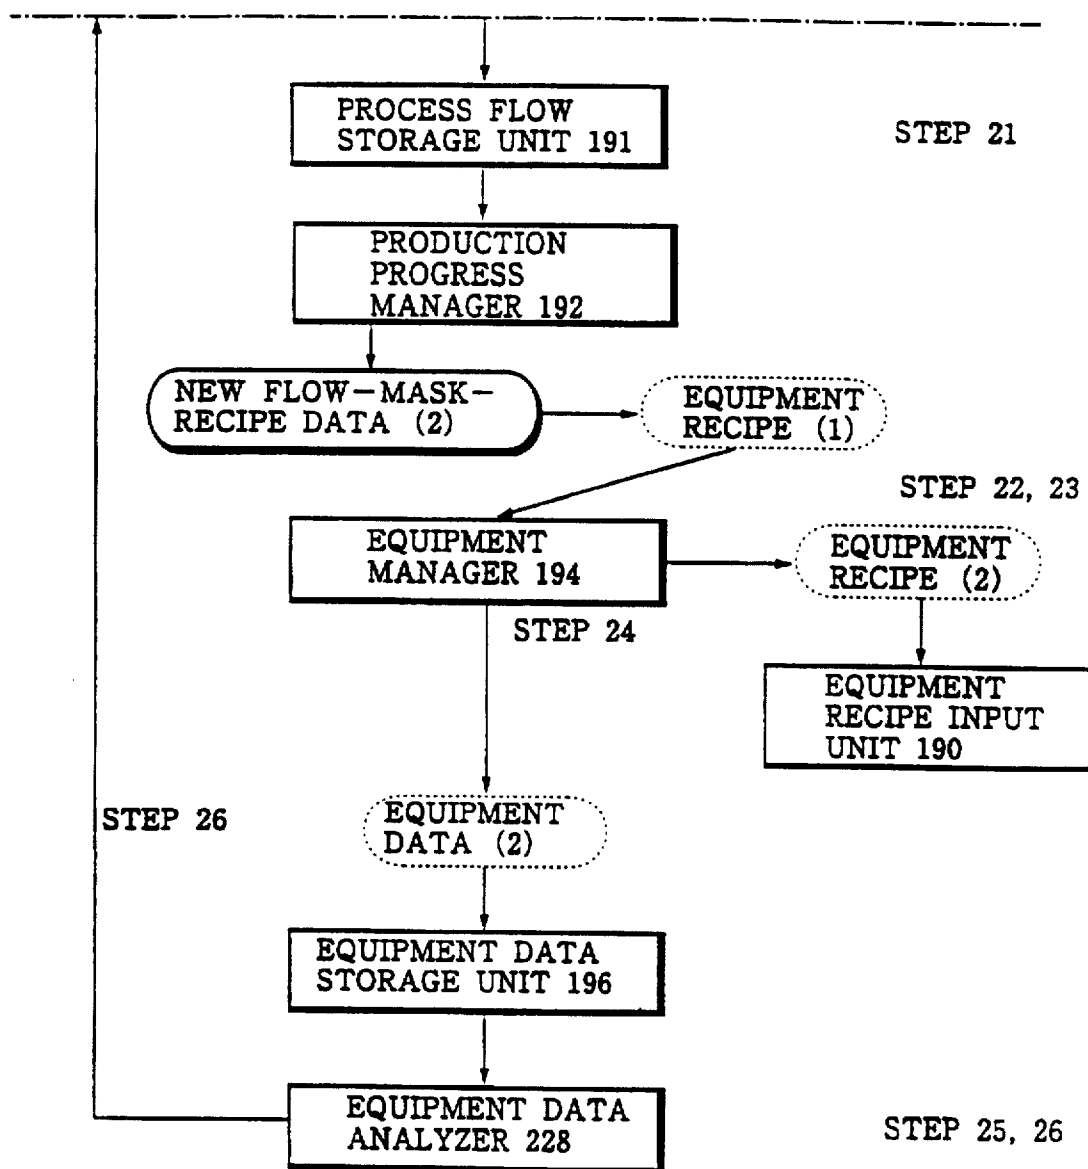 PROCESS FLOW
STORAGE UNIT 191
STEP 21
PRODUCTION
PROGRESS
MANAGER 192
NEW FLOW-MASK-
RECIPE DATA (2)
EQUIPMENT
RECIPE (1)
STEP 22, 23
EQUIPMENT
MANAGER 194
EQUIPMENT
RECIPE (2)
STEP 24
EQUIPMENT
RECIPE INPUT
UNIT 190
STEP 26
EQUIPMENT
DATA (2)
EQUIPMENT DATA
STORAGE UNIT 196
EQUIPMENT DATA
ANALYZER 228
STEP 25, 26